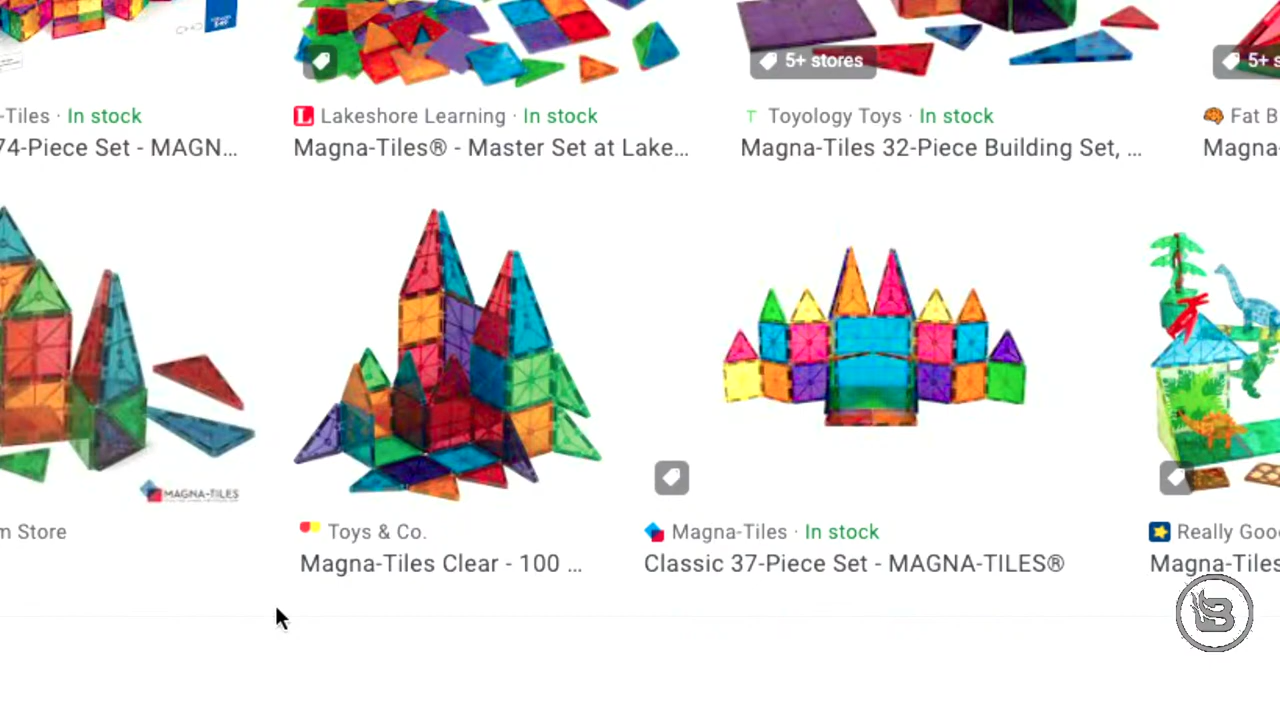 5+ stores
5+ s
-Tiles · In stock
Lakeshore Learning · In stock
Toyology Toys · In stock
Fat B
74-Piece Set - MAGN...
Magna-Tiles® - Master Set at Lake...
Magna-Tiles 32-Piece Building Set, ...
Magna-
MAGNA-TILES
m Store
Toys & Co.
Magna-Tiles · In stock
Really Goo
Magna-Tiles Clear - 100 ...
Classic 37-Piece Set - MAGNA-TILES®
Magna-Tiles